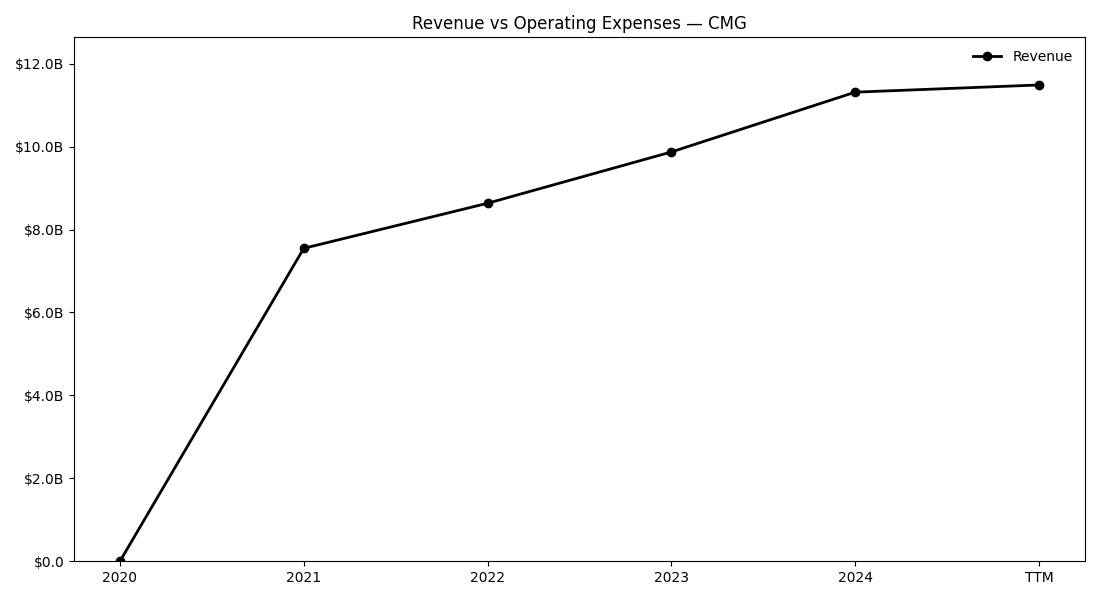 Revenue vs Operating Expenses — CMG
Revenue
$12.0B
$10.0B
$8.0B
$6.0B
$4.0B
$2.0B
$0.0
2020 2021 2022 2023 2024 TTM